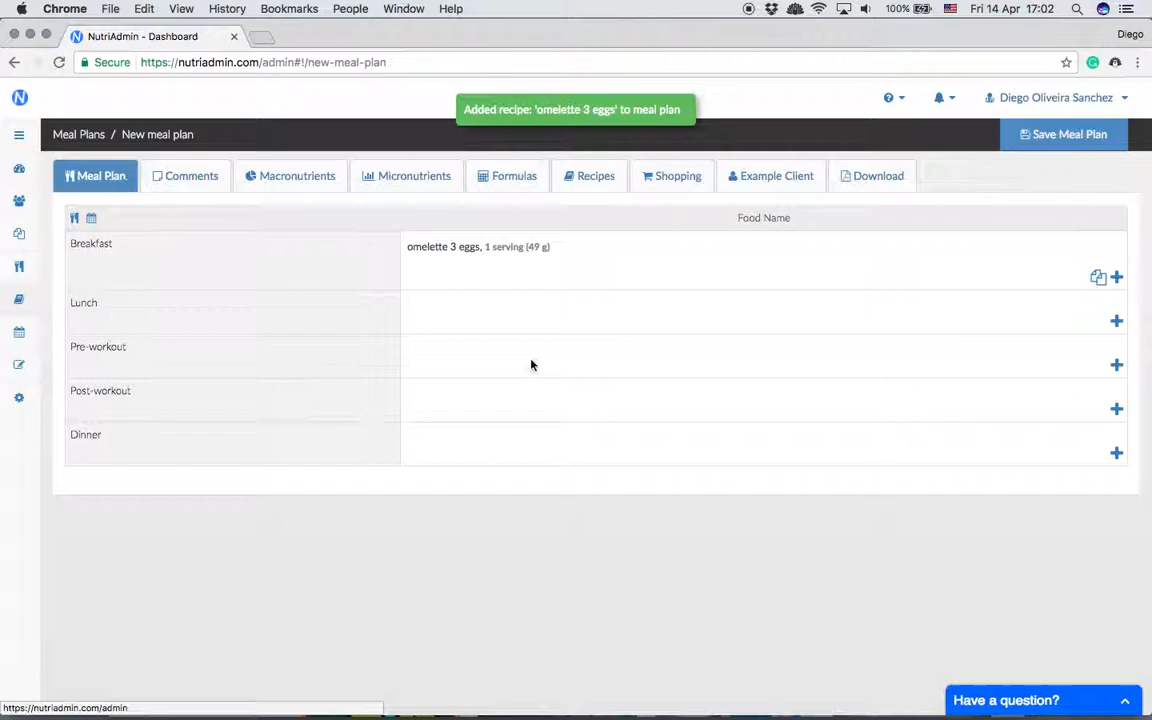 Chrome File Edit View History Bookmarks People Window Help 100% Fri 14 Apr 17:02
NutriAdmin - Dashboard Diego
Secure https://nutriadmin.com/admin#!/new-meal-plan
Added recipe: 'omelette 3 eggs' to meal plan
Diego Oliveira Sanchez
Meal Plans / New meal plan Save Meal Plan
Meal Plan Comments Macronutrients Micronutrients Formulas Recipes Shopping Example Client Download
Food Name
Breakfast omelette 3 eggs, 1 serving (49 g)
Lunch
Pre-workout
Post-workout
Dinner
Have a question?
https://nutriadmin.com/admin